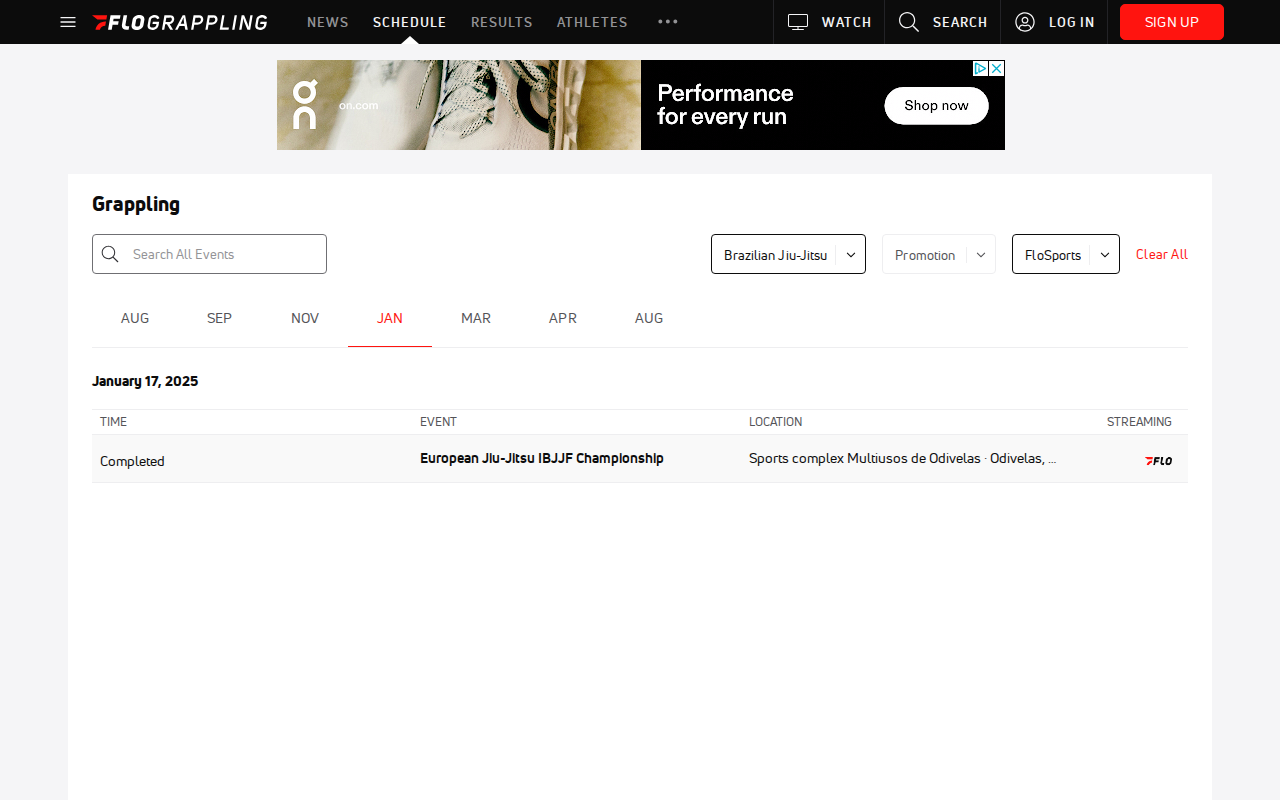 FLOGRAPPLING NEWS SCHEDULE RESULTS ATHLETES WATCH SEARCH LOG IN SIGN UP
on.com
Performance
for every run
Shop now
Grappling
Search All Events
Brazilian Jiu-Jitsu
Promotion
FloSports
Clear All
AUG SEP NOV JAN MAR APR AUG
January 17, 2025
TIME EVENT LOCATION STREAMING
Completed European Jiu-Jitsu IBJJF Championship Sports complex Multiusos de Odivelas · Odivelas, ... FLO